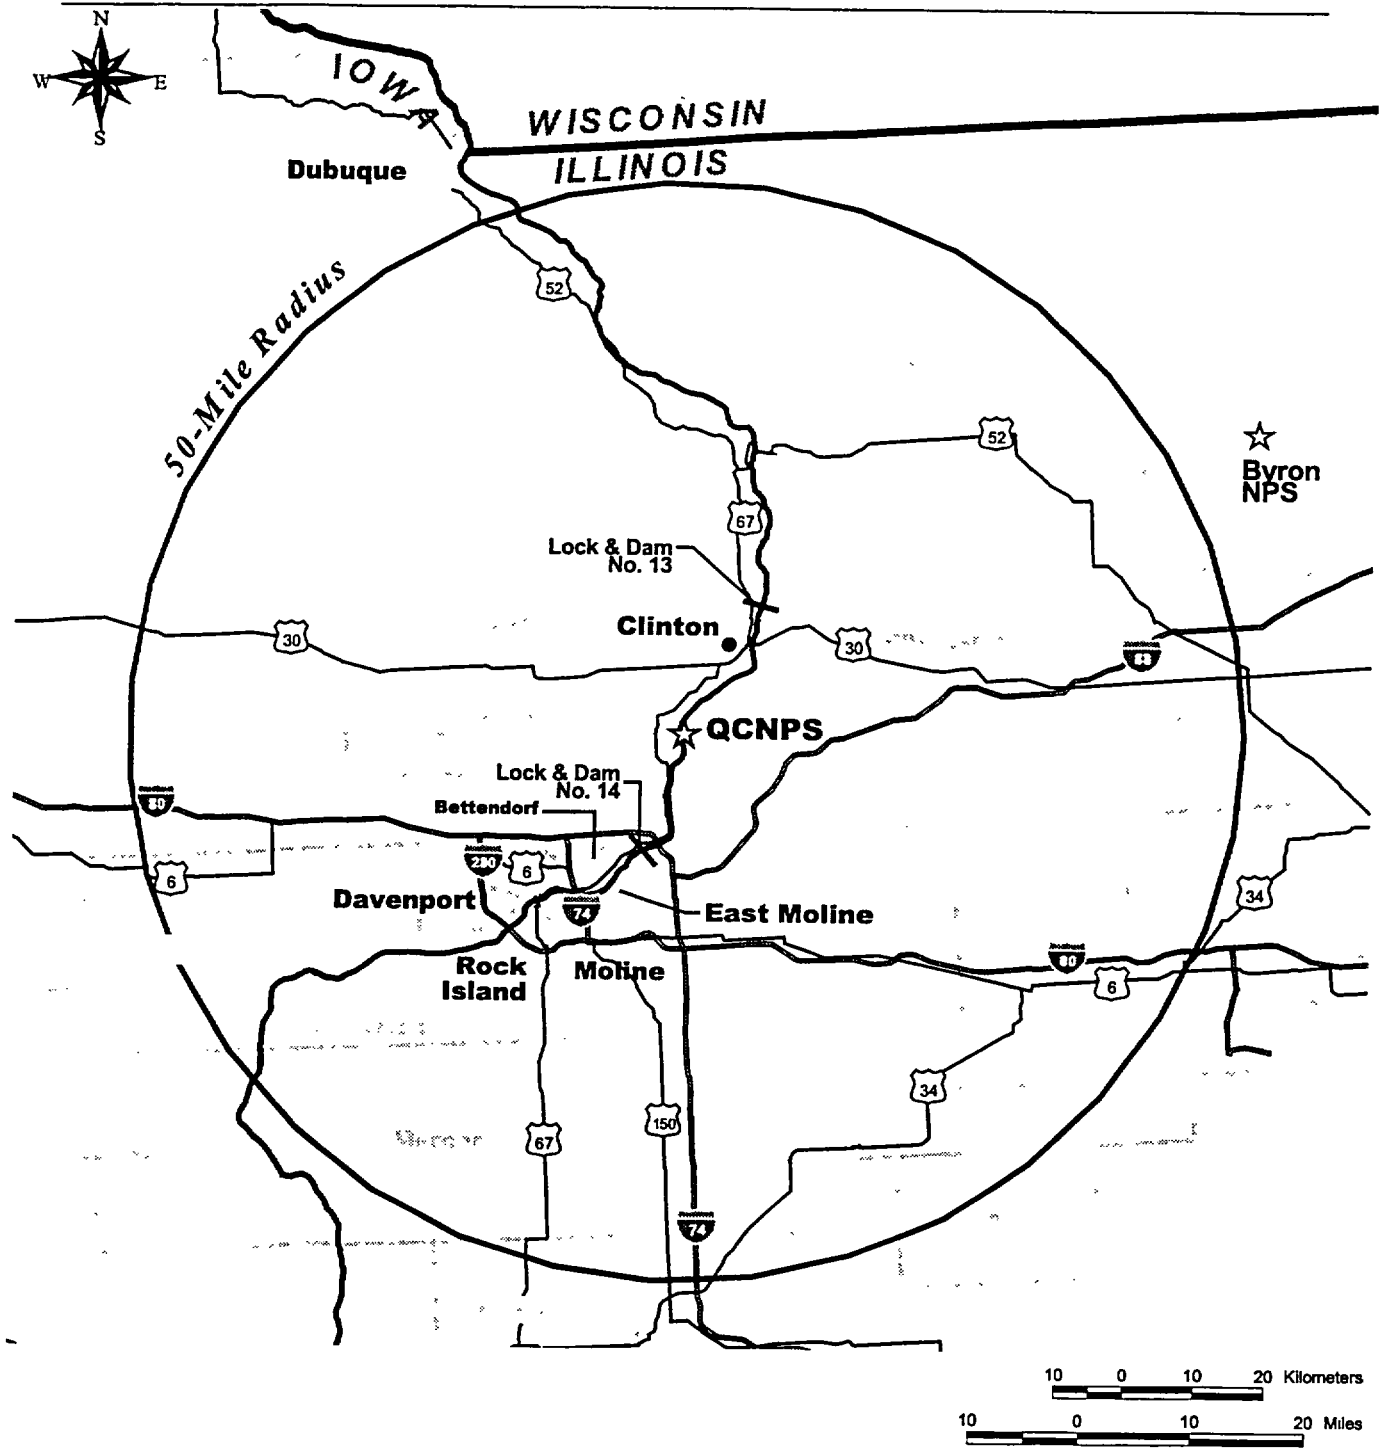 N
W E
S
IOWA
WISCONSIN
ILLINOIS
Dubuque
50-Mile Radius
52
52
Byron
NPS
67
Lock & Dam
No. 13
Clinton
30
30
QCNPS
Lock & Dam
No. 14
Bettendorf
80
280
6
6
Davenport
74
East Moline
34
Rock
Island
Moline
80
6
34
67
150
74
10 0 10 20 Kilometers
10 0 10 20 Miles